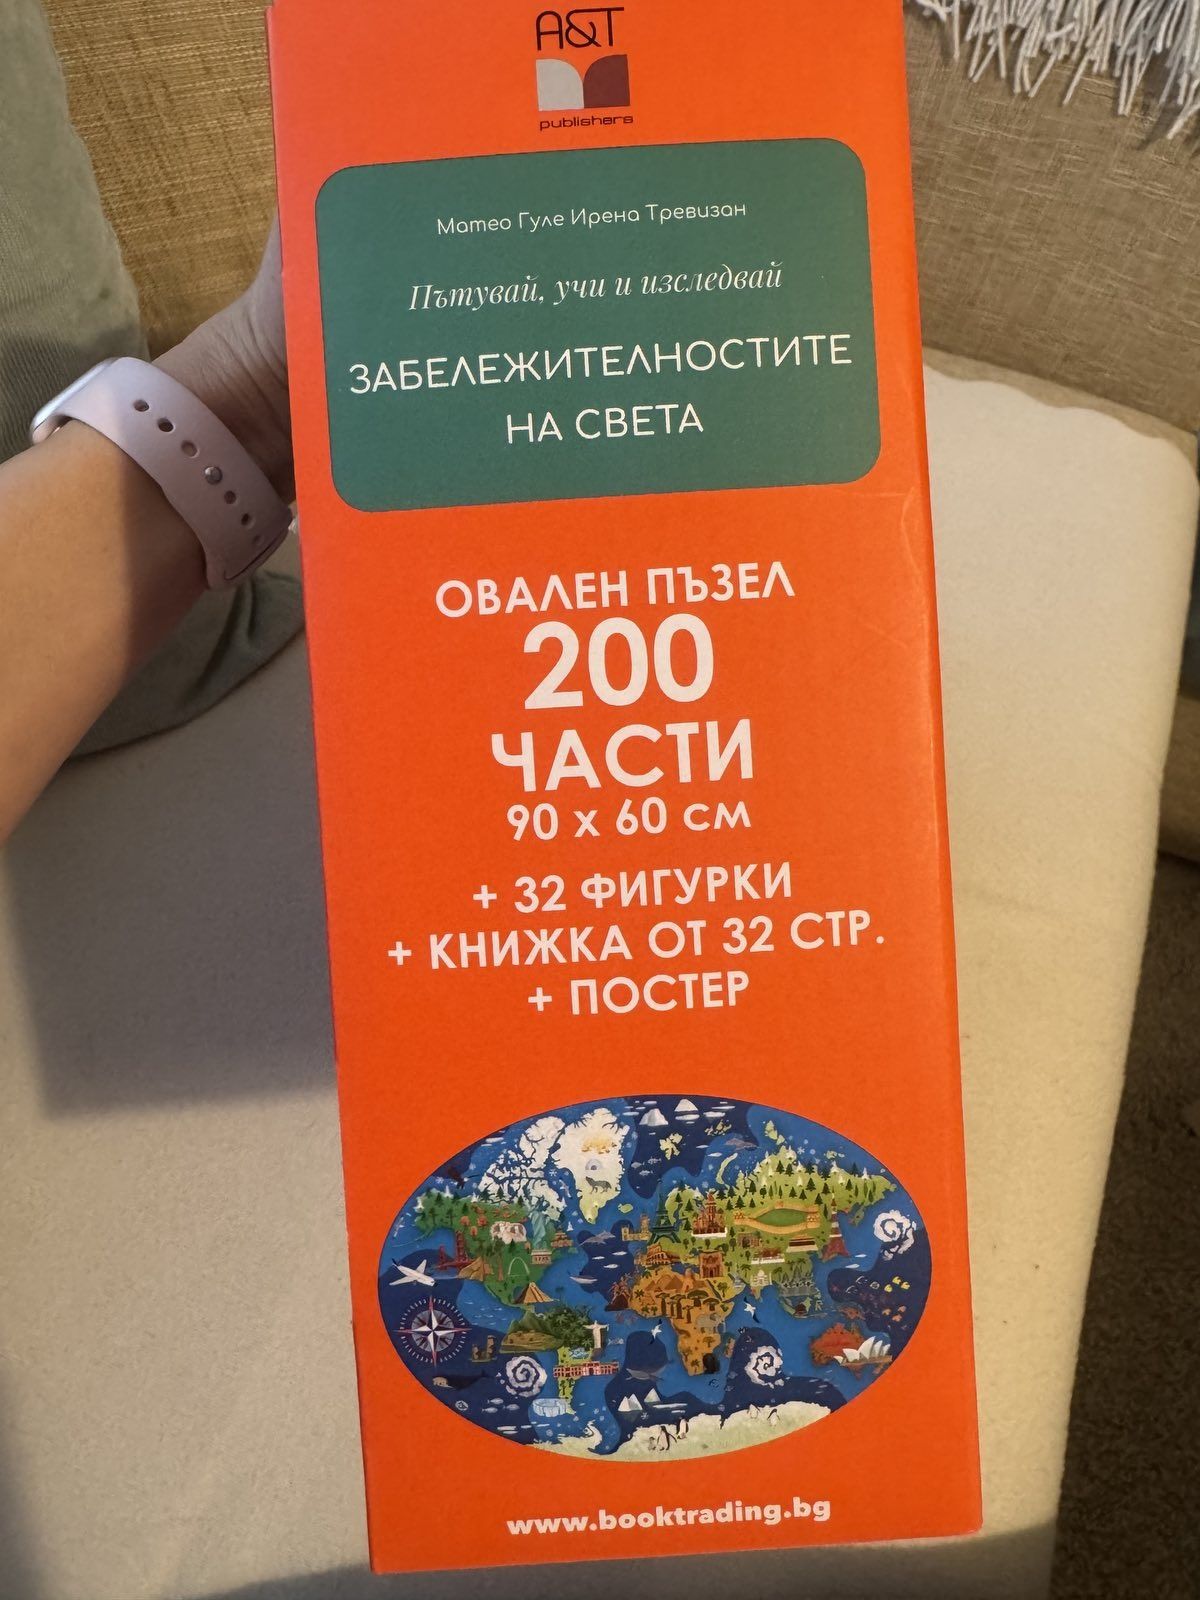 A&T
publishers
Матео Гуле Ирена Тревизан
Пътувай, учи и изследвай
ЗАБЕЛЕЖИТЕЛНОСТИТЕ
НА СВЕТА
ОВАЛЕН ПЪЗЕЛ
200
ЧАСТИ
90 х 60 см
+ 32 ФИГУРКИ
+ КНИЖКА ОТ 32 СТР.
+ ПОСТЕР
www.booktrading.bg